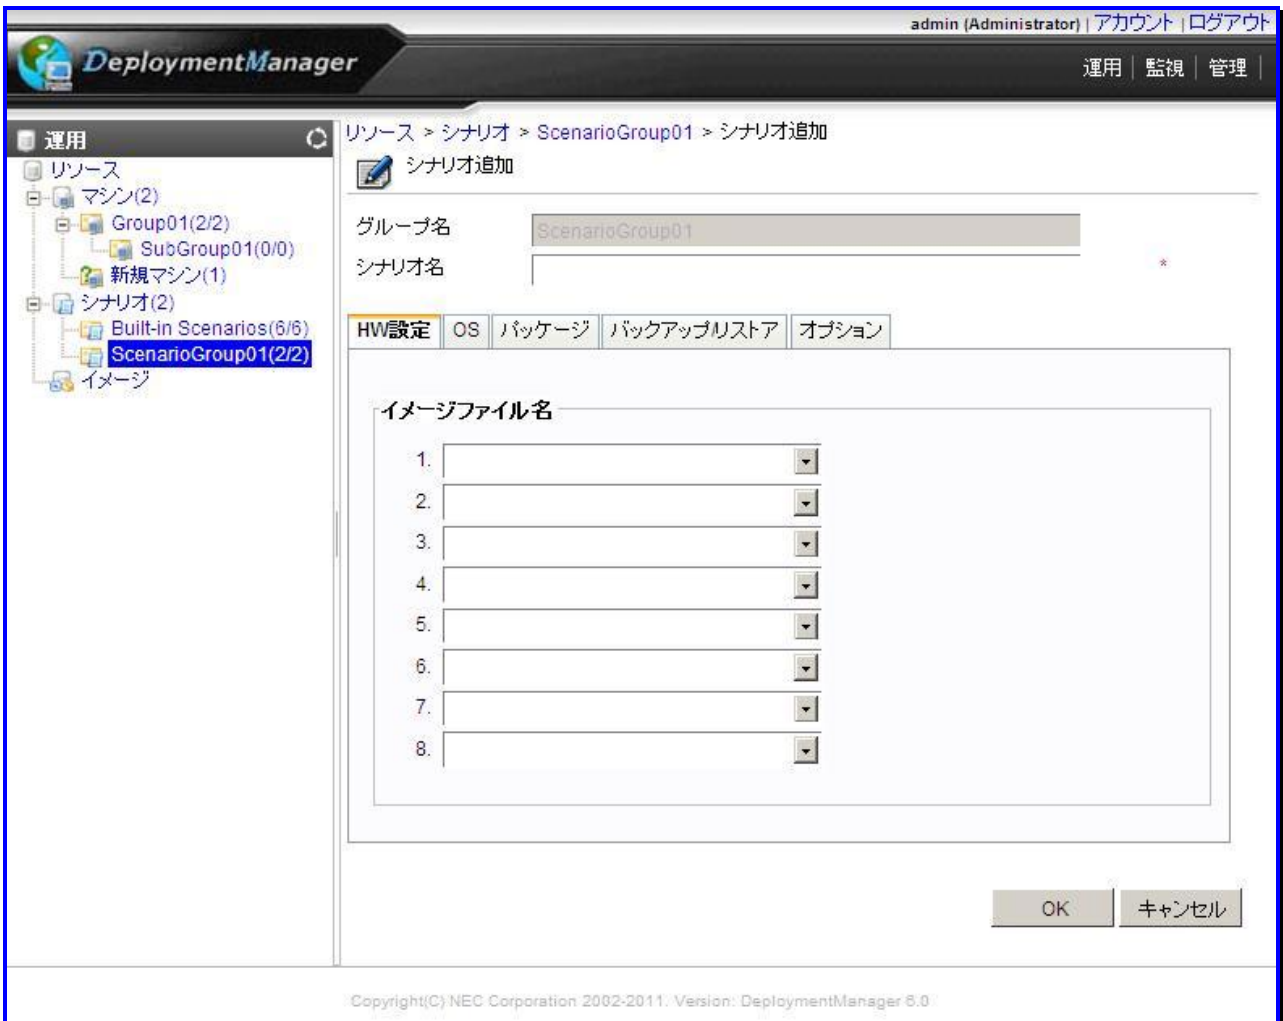 admin (Administrator) | アカウント | ログアウト
DeploymentManager
運用 | 監視 | 管理 |
運用
リソース
マシン(2)
Group01(2/2)
SubGroup01(0/0)
新規マシン(1)
シナリオ(2)
Built-in Scenarios(6/6)
ScenarioGroup01(2/2)
イメージ
リソース > シナリオ > ScenarioGroup01 > シナリオ追加
シナリオ追加
グループ名 ScenarioGroup01
シナリオ名 *
HW設定 OS パッケージ バックアップ/リストア オプション
イメージファイル名
1.
2.
3.
4.
5.
6.
7.
8.
OK キャンセル
Copyright(C) NEC Corporation 2002-2011. Version: DeploymentManager 6.0